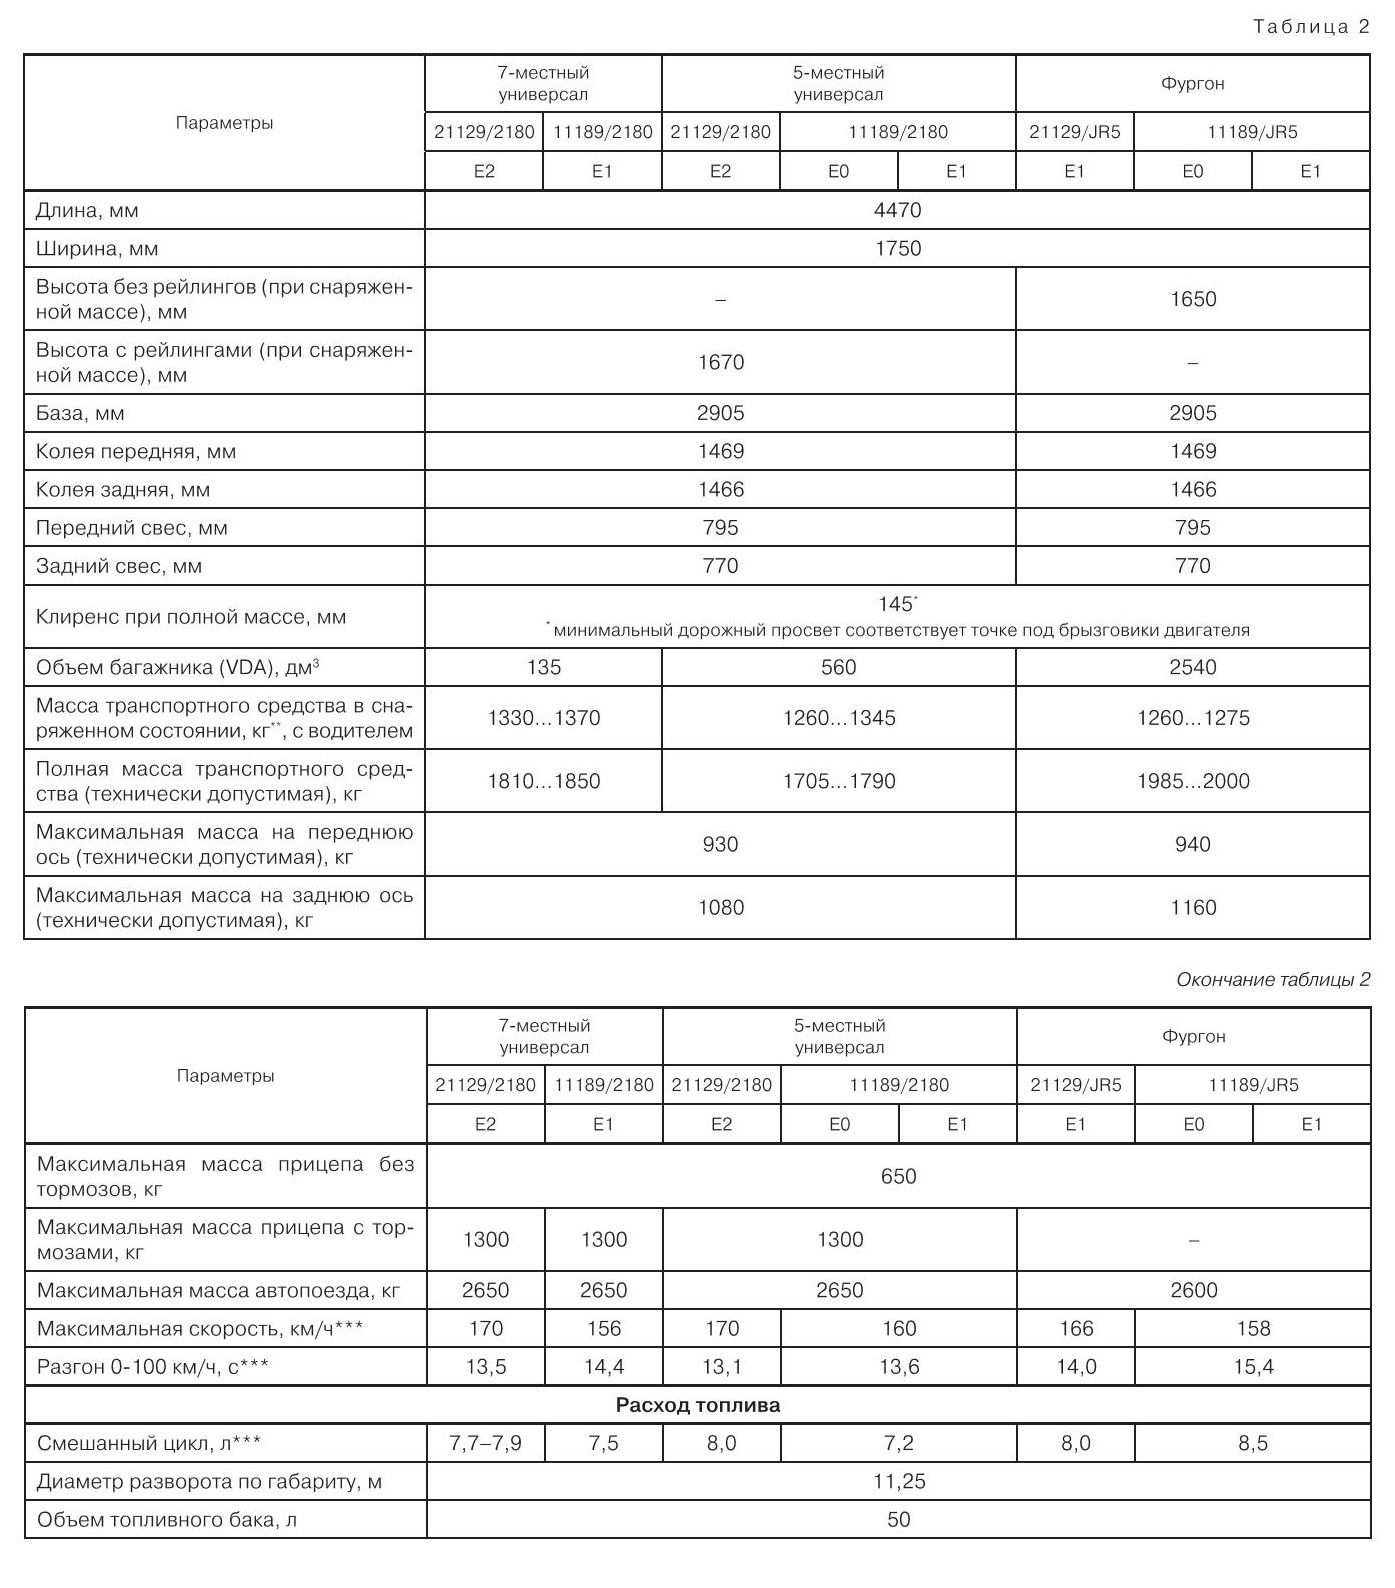 Таблица 2
Параметры
7-местный
универсал
5-местный
универсал
Фургон
21129/2180 11189/2180 21129/2180 11189/2180 21129/JR5 11189/JR5
E2 E1 E2 E0 E1 E1 E0 E1
Длина, мм 4470
Ширина, мм 1750
Высота без рейлингов (при снаряжен-
ной массе), мм – 1650
Высота с рейлингами (при снаряжен-
ной массе), мм 1670 –
База, мм 2905 2905
Колея передняя, мм 1469 1469
Колея задняя, мм 1466 1466
Передний свес, мм 795 795
Задний свес, мм 770 770
Клиренс при полной массе, мм 145*
*минимальный дорожный просвет соответствует точке под брызговики двигателя
Объем багажника (VDA), дм³ 135 560 2540
Масса транспортного средства в сна-
ряженном состоянии, кг**, с водителем 1330...1370 1260...1345 1260...1275
Полная масса транспортного сред-
ства (технически допустимая), кг 1810...1850 1705...1790 1985...2000
Максимальная масса на переднюю
ось (технически допустимая), кг 930 940
Максимальная масса на заднюю ось
(технически допустимая), кг 1080 1160
Окончание таблицы 2
Параметры
7-местный
универсал
5-местный
универсал
Фургон
21129/2180 11189/2180 21129/2180 11189/2180 21129/JR5 11189/JR5
E2 E1 E2 E0 E1 E1 E0 E1
Максимальная масса прицепа без
тормозов, кг 650
Максимальная масса прицепа с тор-
мозами, кг 1300 1300 1300 –
Максимальная масса автопоезда, кг 2650 2650 2650 2600
Максимальная скорость, км/ч*** 170 156 170 160 166 158
Разгон 0-100 км/ч, с*** 13,5 14,4 13,1 13,6 14,0 15,4
Расход топлива
Смешанный цикл, л*** 7,7–7,9 7,5 8,0 7,2 8,0 8,5
Диаметр разворота по габариту, м 11,25
Объем топливного бака, л 50